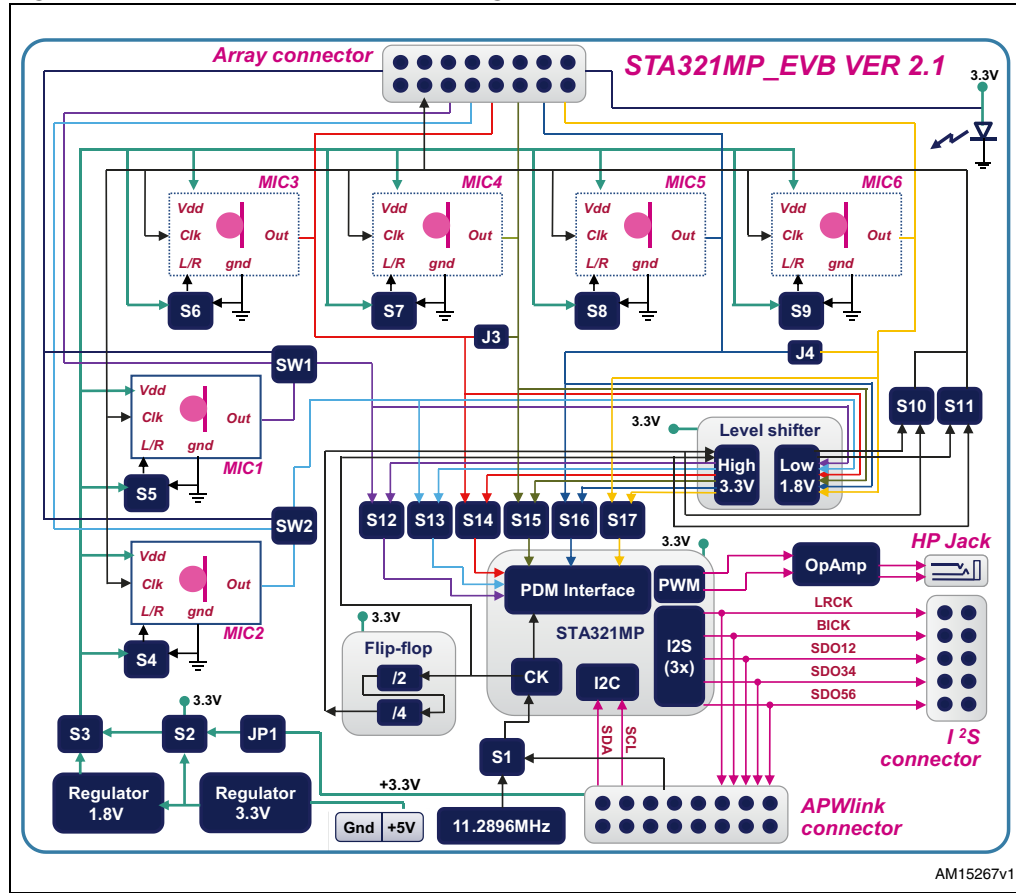 Array connector
STA321MP_EVB VER 2.1
3.3V
MIC3
Vdd
Clk
Out
L/R
gnd
S6
MIC4
Vdd
Clk
Out
L/R
gnd
S7
MIC5
Vdd
Clk
Out
L/R
gnd
S8
MIC6
Vdd
Clk
Out
L/R
gnd
S9
J3
J4
SW1
Vdd
Clk
Out
L/R
gnd
MIC1
S5
S10
S11
3.3V
Level shifter
High
3.3V
Low
1.8V
SW2
S12
S13
S14
S15
S16
S17
Vdd
Clk
Out
L/R
gnd
MIC2
S4
3.3V
PDM Interface
PWM
OpAmp
HP Jack
STA321MP
I2S
(3x)
CK
I2C
LRCK
BICK
SDO12
SDO34
SDO56
I²S
connector
3.3V
Flip-flop
/2
/4
SDA
SCL
S1
3.3V
S3
S2
JP1
+3.3V
Regulator
1.8V
Regulator
3.3V
Gnd
+5V
11.2896MHz
APWlink
connector
AM15267v1